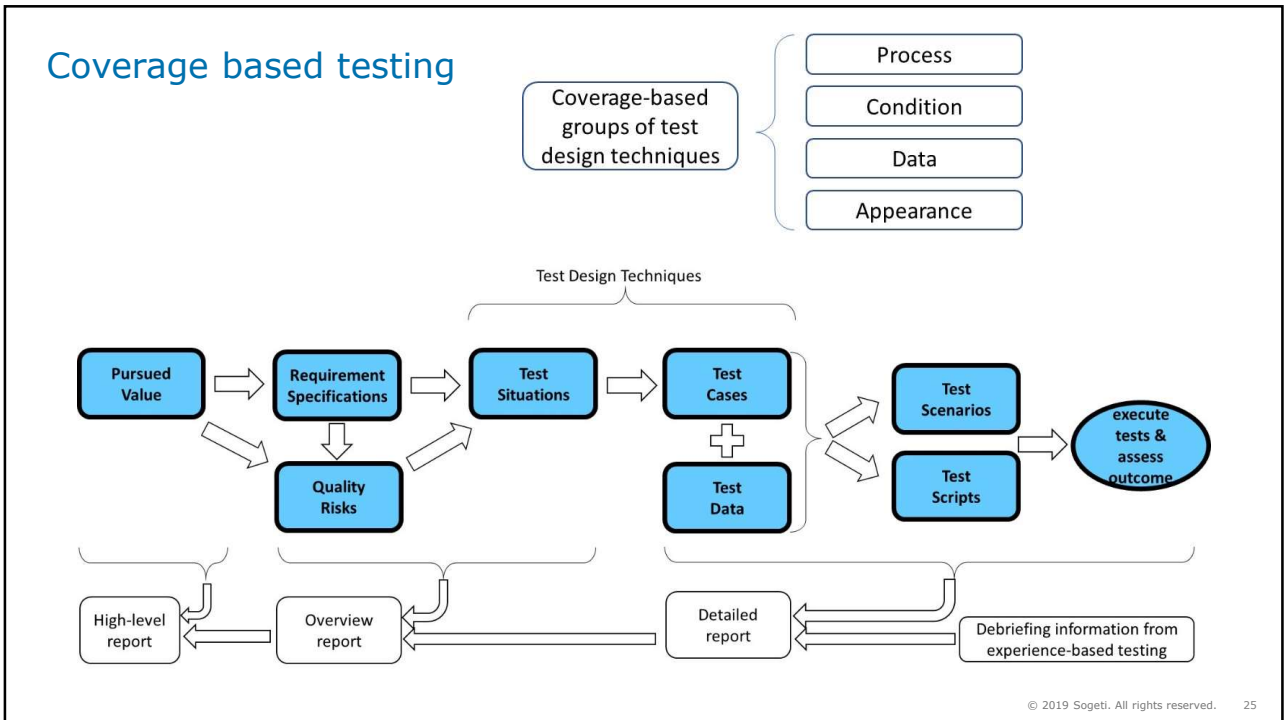 Coverage based testing
Coverage-based
groups of test
design techniques
Process
Condition
Data
Appearance
Test Design Techniques
Pursued
Value
Requirement
Specifications
Test
Situations
Test
Cases
Test
Scenarios
execute
tests &
assess
outcome
Quality
Risks
Test
Data
Test
Scripts
High-level
report
Overview
report
Detailed
report
Debriefing information from
experience-based testing
© 2019 Sogeti. All rights reserved. 25